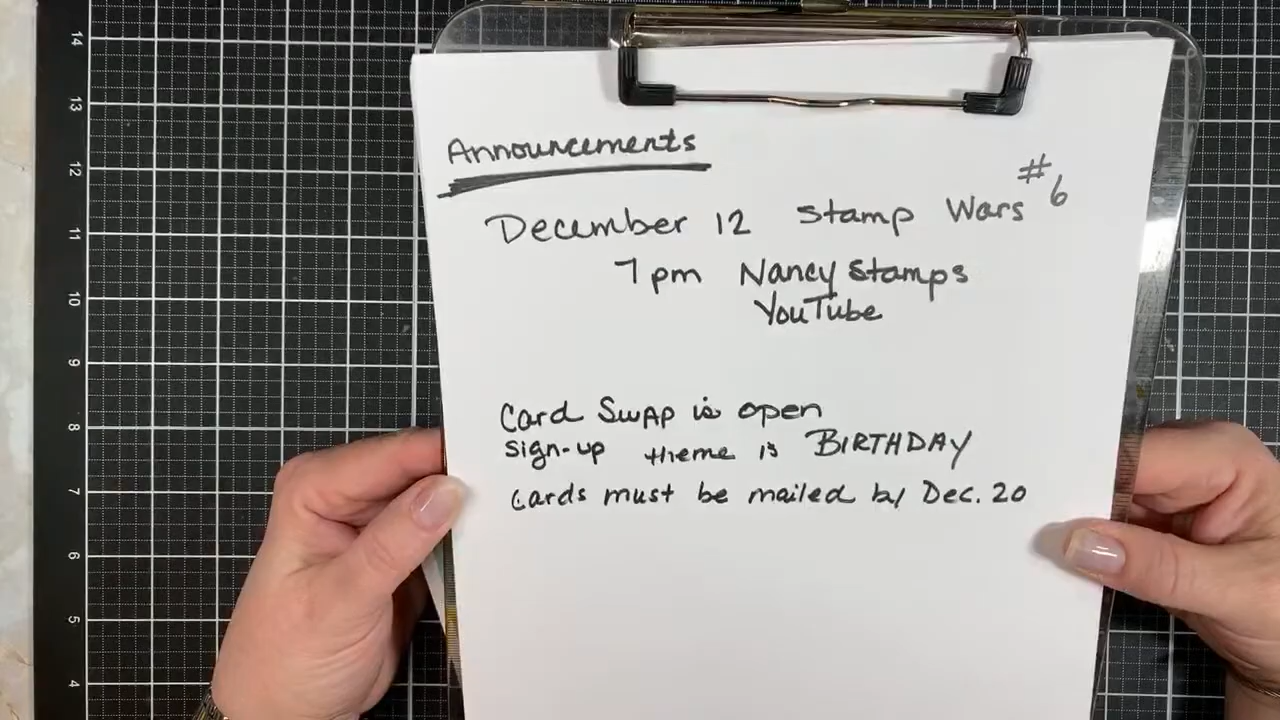 Announcements
December 12 Stamp Wars #6
7pm Nancy Stamps
YouTube
Card Swap is open
sign-up theme is BIRTHDAY
Cards must be mailed by Dec. 20
14
13
12
11
10
9
8
7
6
5
4